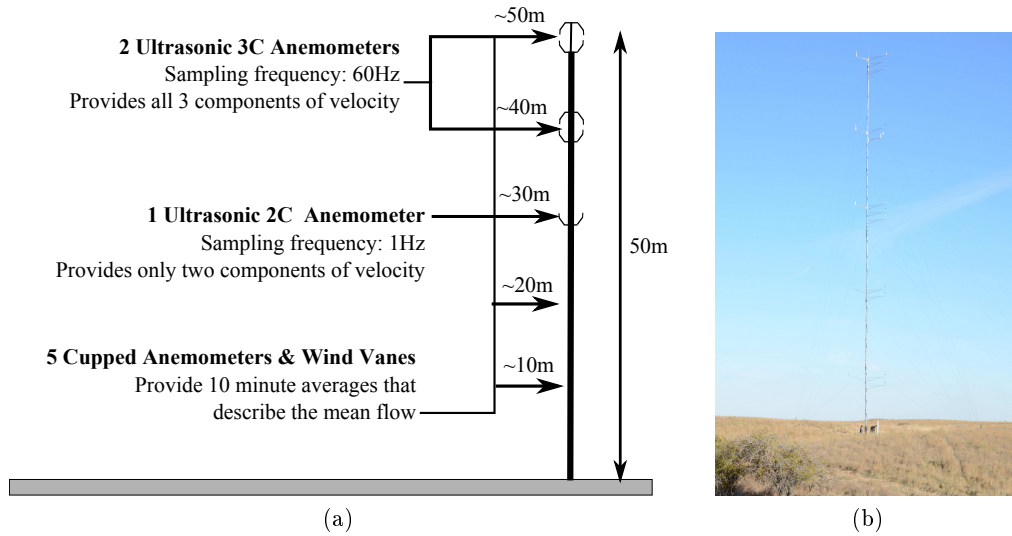 ~50m
2 Ultrasonic 3C Anemometers
Sampling frequency: 60Hz
Provides all 3 components of velocity
~40m
~30m
1 Ultrasonic 2C Anemometer
Sampling frequency: 1Hz
Provides only two components of velocity
50m
~20m
5 Cupped Anemometers & Wind Vanes
Provide 10 minute averages that
describe the mean flow
~10m
(a)
(b)